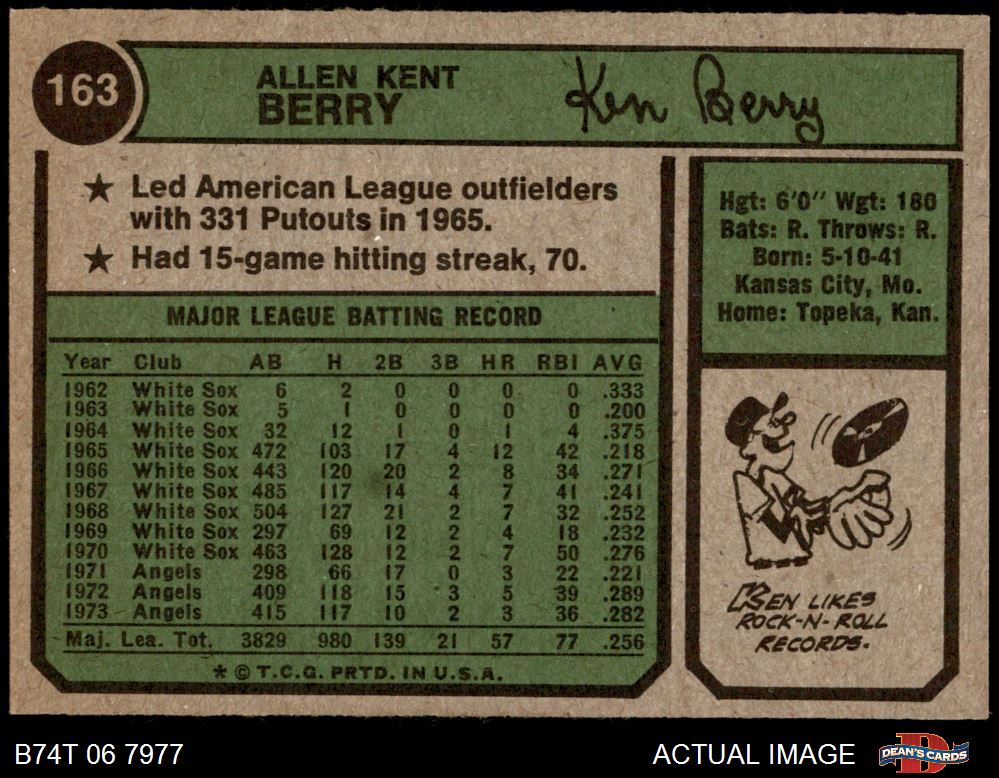 163
ALLEN KENT
BERRY
Ken Berry
★ Led American League outfielders
with 331 Putouts in 1965.
★ Had 15-game hitting streak, 70.
Hgt: 6'0" Wgt: 180
Bats: R. Throws: R.
Born: 5-10-41
Kansas City, Mo.
Home: Topeka, Kan.
MAJOR LEAGUE BATTING RECORD
Year Club AB H 2B 3B HR RBI AVG
1962 White Sox 6 2 0 0 0 0 .333
1963 White Sox 5 1 0 0 0 0 .200
1964 White Sox 32 12 1 0 1 4 .375
1965 White Sox 472 103 17 4 12 42 .218
1966 White Sox 443 120 20 2 8 34 .271
1967 White Sox 485 117 14 4 7 41 .241
1968 White Sox 504 127 21 2 7 32 .252
1969 White Sox 297 69 12 2 4 18 .232
1970 White Sox 463 128 12 2 7 50 .276
1971 Angels 298 66 17 0 3 22 .221
1972 Angels 409 118 15 3 5 39 .289
1973 Angels 415 117 10 2 3 36 .282
Maj. Lea. Tot. 3829 980 139 21 57 77 .256
* © T.C.G. PRTD. IN U.S.A.
KEN LIKES
ROCK-N-ROLL
RECORDS.
B74T 06 7977
ACTUAL IMAGE
D
DEAN'S CARDS